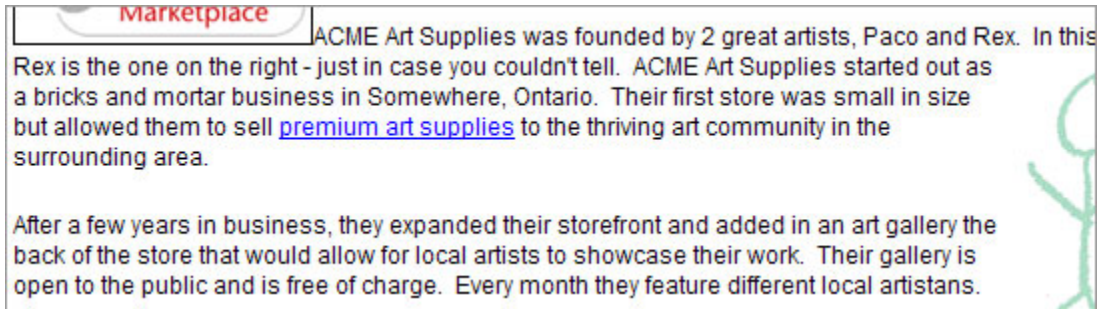 Marketplace
ACME Art Supplies was founded by 2 great artists, Paco and Rex.  In this
Rex is the one on the right - just in case you couldn't tell.  ACME Art Supplies started out as
a bricks and mortar business in Somewhere, Ontario.  Their first store was small in size
but allowed them to sell premium art supplies to the thriving art community in the
surrounding area.
After a few years in business, they expanded their storefront and added in an art gallery the
back of the store that would allow for local artists to showcase their work.  Their gallery is
open to the public and is free of charge.  Every month they feature different local artistans.